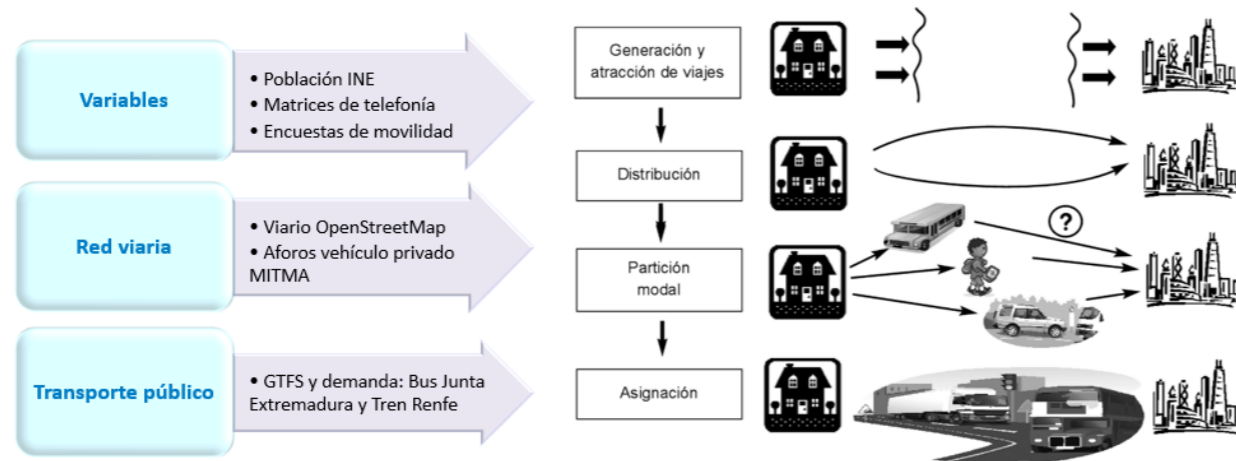 Variables
• Población INE
• Matrices de telefonía
• Encuestas de movilidad
Red viaria
• Viario OpenStreetMap
• Aforos vehículo privado
MITMA
Transporte público
• GTFS y demanda: Bus Junta
Extremadura y Tren Renfe
Generación y
atracción de viajes
Distribución
Partición
modal
?
Asignación